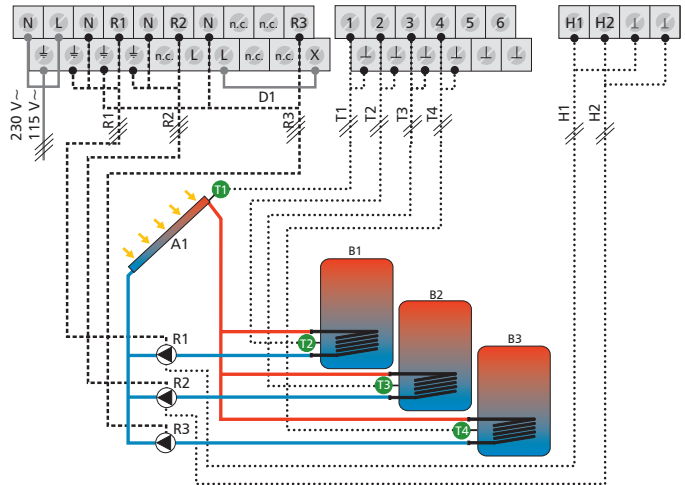 N L N R1 N R2 N n.c. n.c. R3
n.c. L L n.c. n.c. X
1 2 3 4 5 6
H1 H2
D1
230 V~
115 V~
R1
R2
R3
T1
T2
T3
T4
H1
H2
T1
A1
B1
B2
B3
R1
T2
R2
T3
R3
T4